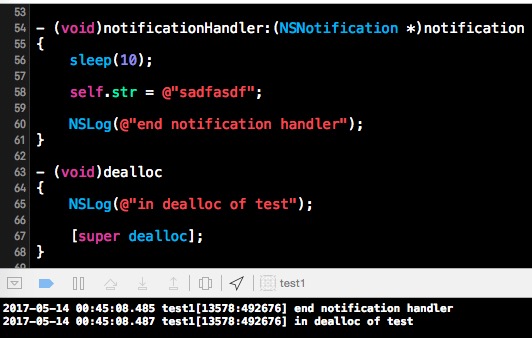 53
54 - (void)notificationHandler:(NSNotification *)notification
55 {
56     sleep(10);
57
58     self.str = @"sadfasdf";
59
60     NSLog(@"end notification handler");
61 }
62
63 - (void)dealloc
64 {
65     NSLog(@"in dealloc of test");
66
67     [super dealloc];
68 }
test1
2017-05-14 00:45:08.485 test1[13578:492676] end notification handler
2017-05-14 00:45:08.487 test1[13578:492676] in dealloc of test